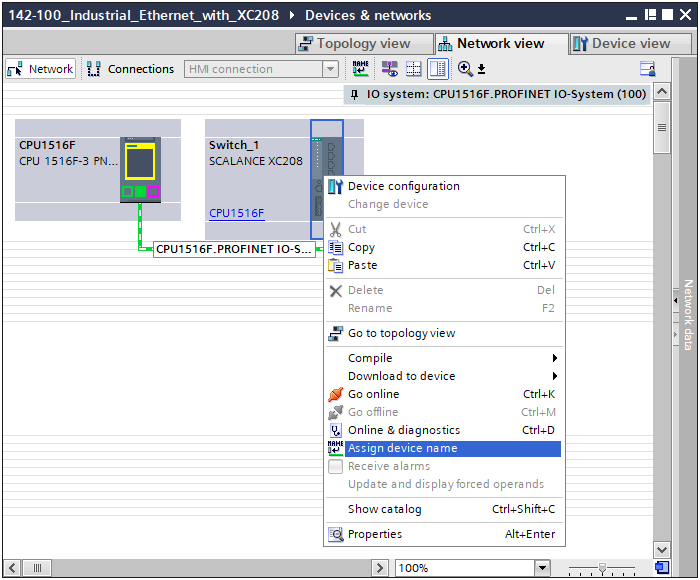 142-100_Industrial_Ethernet_with_XC208 ▸ Devices & networks
Topology view
Network view
Device view
Network
Connections
HMI connection
NAME
IO system: CPU1516F.PROFINET IO-System (100)
CPU1516F
CPU 1516F-3 PN...
Switch_1
SCALANCE XC208
CPU1516F
CPU1516F.PROFINET IO-S...
Device configuration
Change device
Cut Ctrl+X
Copy Ctrl+C
Paste Ctrl+V
Delete Del
Rename F2
Go to topology view
Compile
Download to device
Go online Ctrl+K
Go offline Ctrl+M
Online & diagnostics Ctrl+D
NAME Assign device name
Receive alarms
Update and display forced operands
Show catalog Ctrl+Shift+C
Properties Alt+Enter
Network data
100%